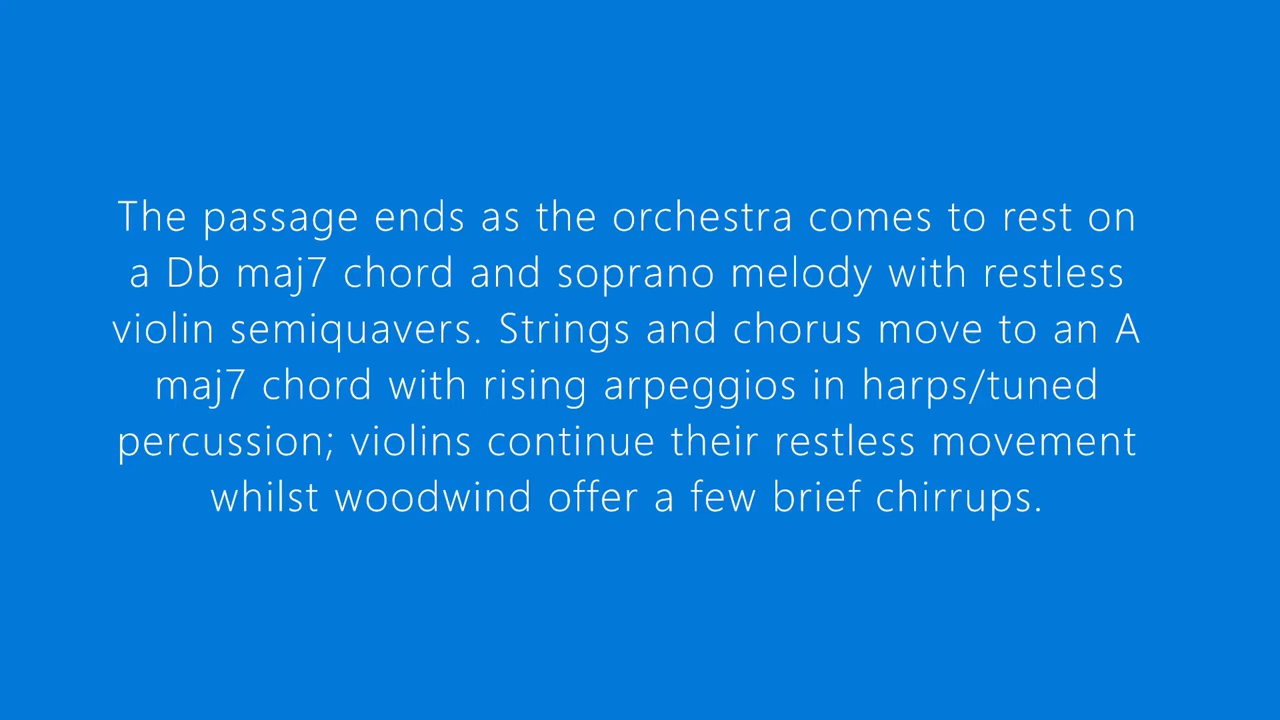 The passage ends as the orchestra comes to rest on
a Db maj7 chord and soprano melody with restless
violin semiquavers. Strings and chorus move to an A
maj7 chord with rising arpeggios in harps/tuned
percussion; violins continue their restless movement
whilst woodwind offer a few brief chirrups.